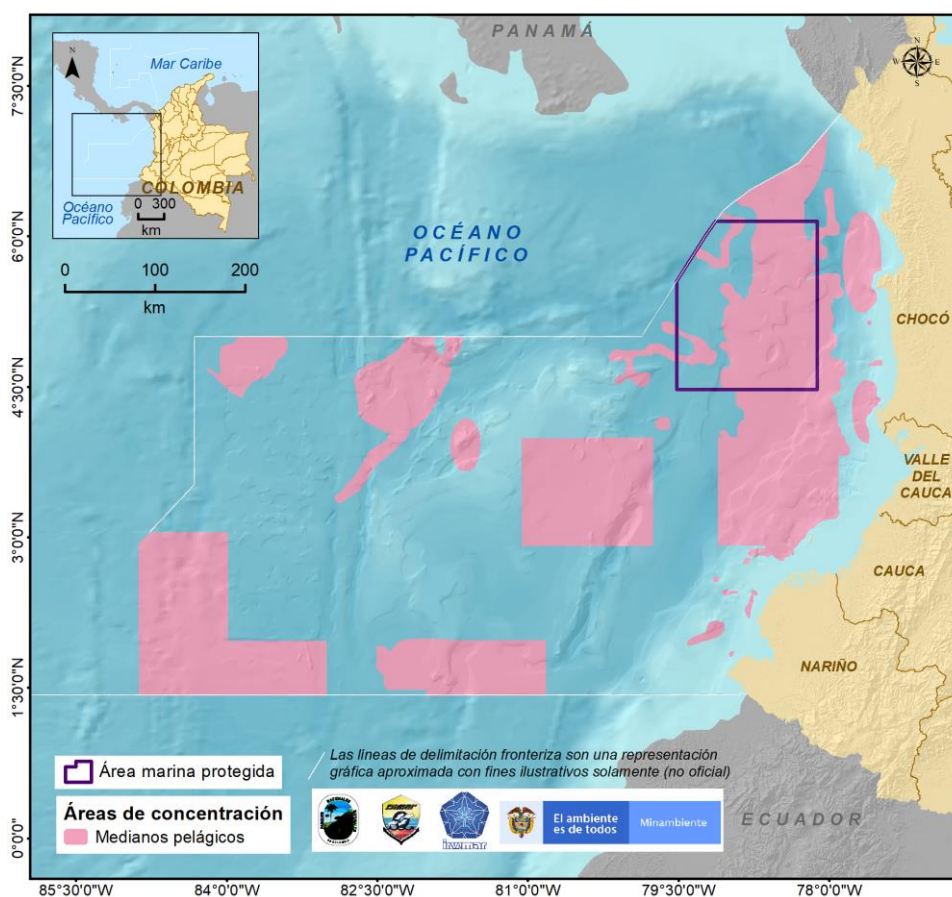 PANAMÁ
N
Mar Caribe
COLOMBIA
Océano
Pacífico
0 300
km
N
W E
S
OCÉANO
PACÍFICO
0 100 200
km
CHOCÓ
VALLE
DEL
CAUCA
CAUCA
NARIÑO
ECUADOR
7°30'0"N
6°0'0"N
4°30'0"N
3°0'0"N
1°30'0"N
0°0'0"
Área marina protegida
Las líneas de delimitación fronteriza son una representación
gráfica aproximada con fines ilustrativos solamente (no oficial)
Áreas de concentración
Medianos pelágicos
invemar
El ambiente
es de todos
Minambiente
85°30'0"W 84°0'0"W 82°30'0"W 81°0'0"W 79°30'0"W 78°0'0"W